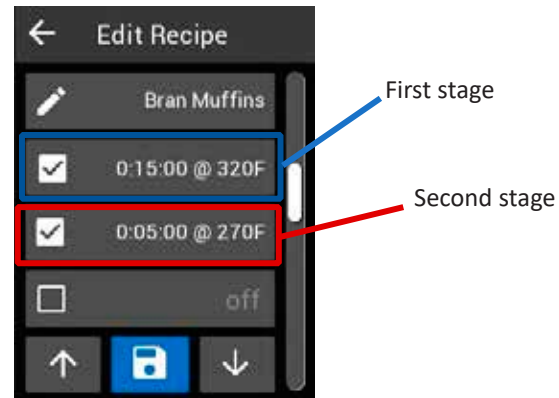 Edit Recipe
Bran Muffins
First stage
0:15:00 @ 320F
Second stage
0:05:00 @ 270F
off